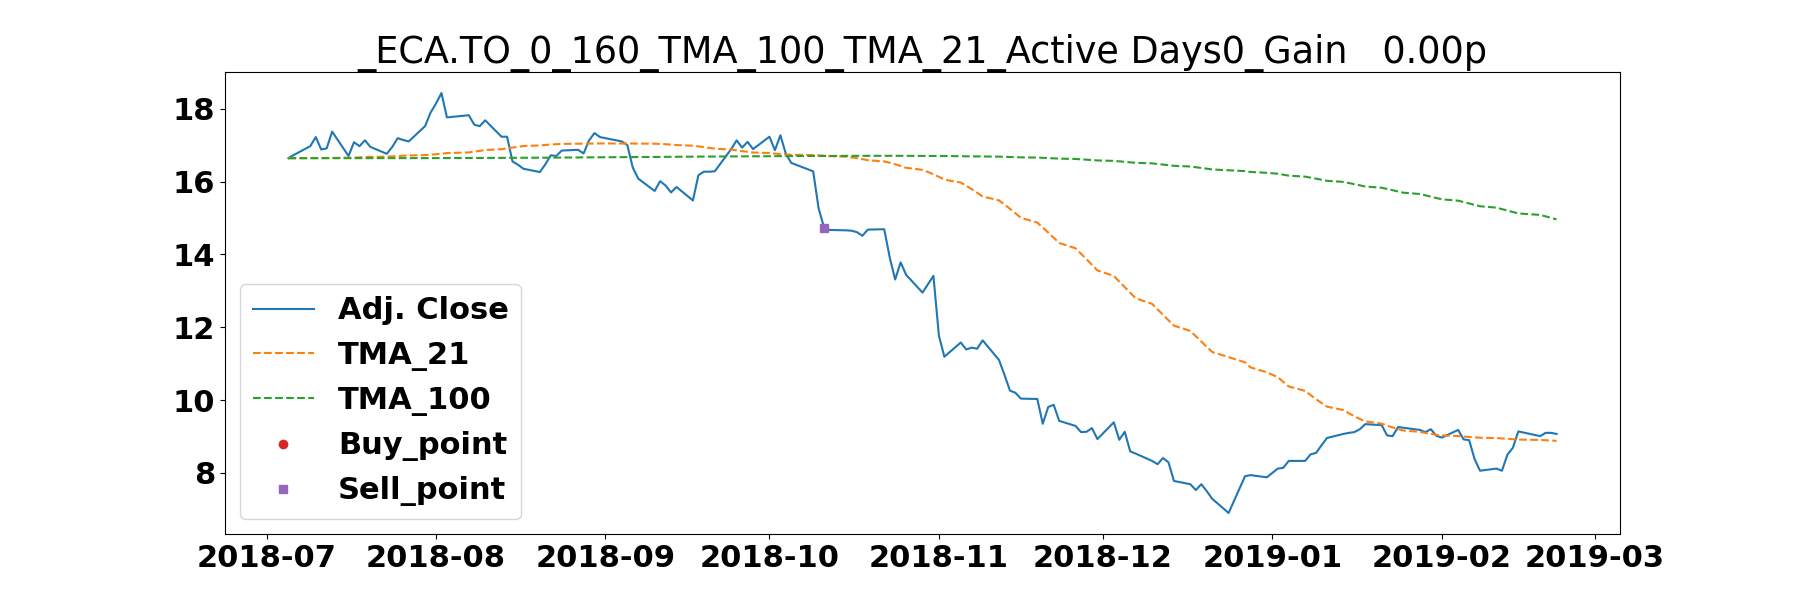 _ECA.TO_0_160_TMA_100_TMA_21_Active Days0_Gain   0.00p
18
16
14
12
10
8
Adj. Close
TMA_21
TMA_100
Buy_point
Sell_point
2018-07 2018-08 2018-09 2018-10 2018-11 2018-12 2019-01 2019-02 2019-03